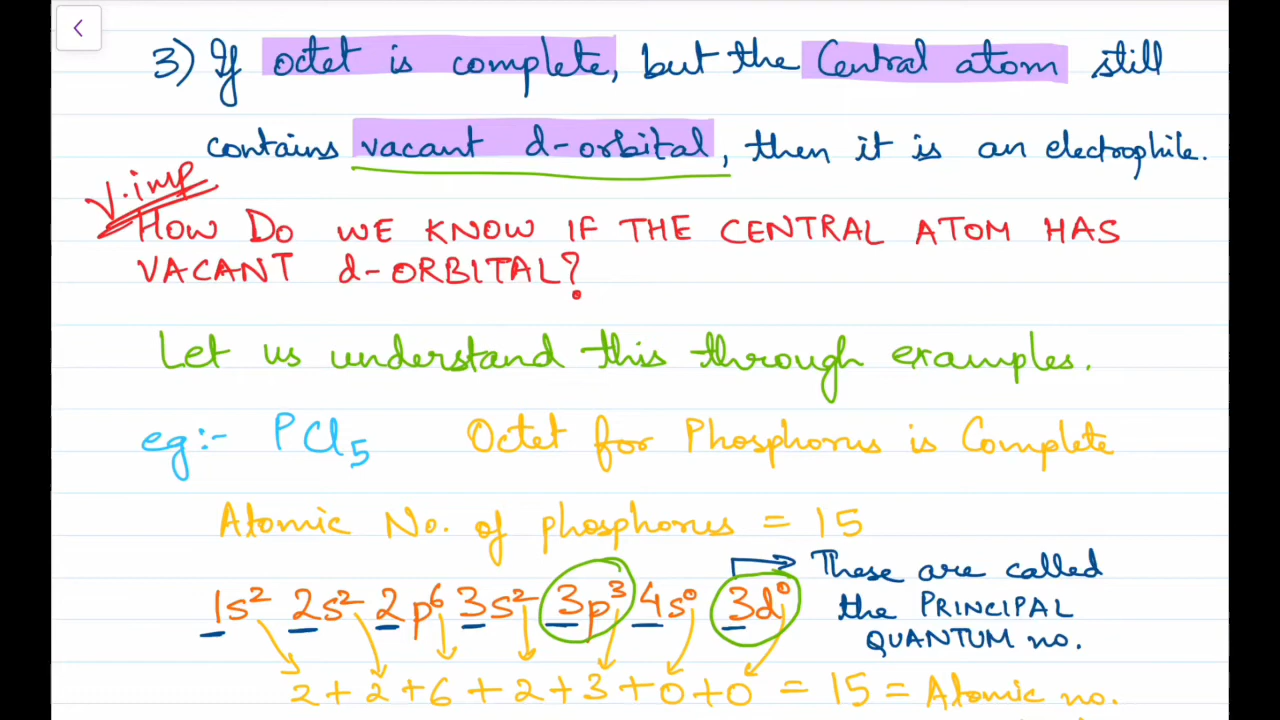 3) If octet is complete, but the Central atom still
contains vacant d-orbital, then it is an electrophile.
V.imp
HOW DO WE KNOW IF THE CENTRAL ATOM HAS
VACANT d-ORBITAL?
Let us understand this through examples.
eg:- PCl₅ Octet for Phosphorus is Complete
Atomic No. of phosphorus = 15
1s² 2s² 2p⁶ 3s² 3p³ 4s⁰ 3d⁰
These are called
the PRINCIPAL
QUANTUM no.
2+2+6+2+3+0+0 = 15 = Atomic no.